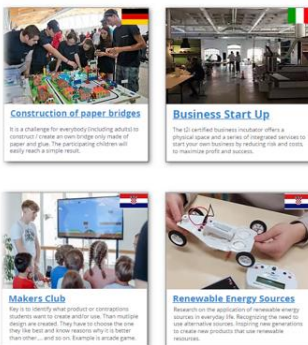 Construction of paper bridges
It is a challenge for everybody (including adults) to
construct / create an own bridge only made of
paper and glue. The participating children will
easily reach a simple result.
Business Start Up
The t2i certified business incubator offers a
physical space and a series of integrated services to
start your own business by reducing risk and costs
to maximize profit and success.
Makers Club
Key is to identify what product or contraptions
students want to create and/or use. Than multiple
design are created. They have to choose the one
they like best and know reasons why it is better
than other.... and so on. Example is arcade game.
Renewable Energy Sources
Research on the application of renewable energy
sources in everyday life. Recognizing the need to
use alternative sources. Inspiring new generations
to create new products that use renewable
resources.